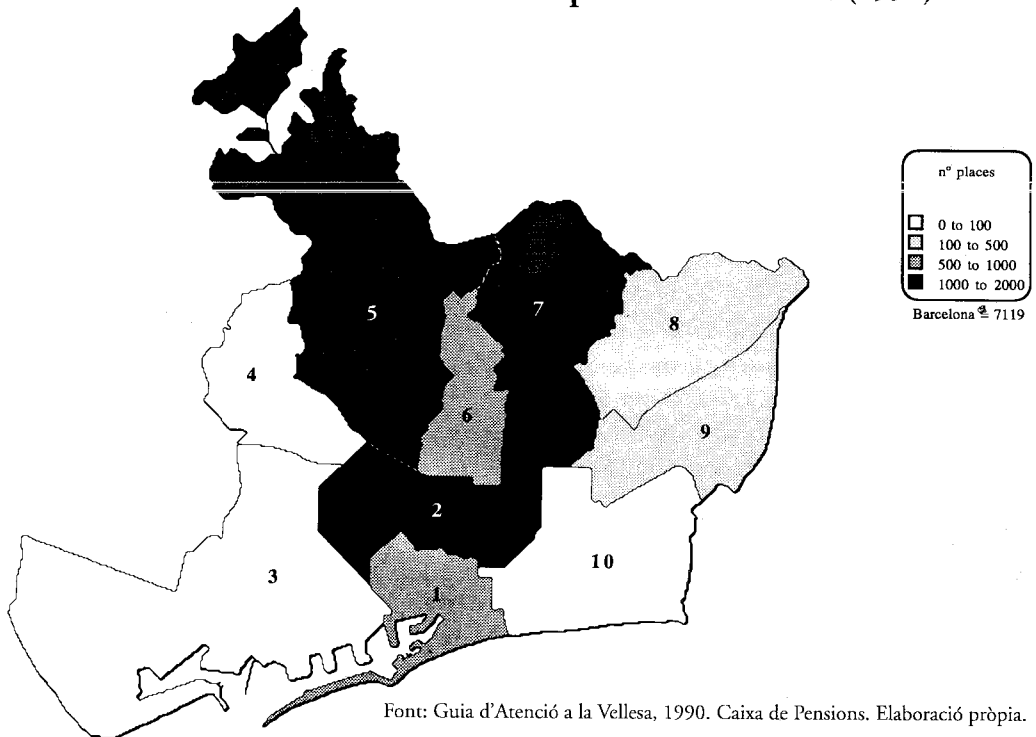 nº places
0 to 100
100 to 500
500 to 1000
1000 to 2000
Barcelona = 7119
5
7
8
4
6
9
2
10
3
1
Font: Guia d'Atenció a la Vellesa, 1990. Caixa de Pensions. Elaboració pròpia.